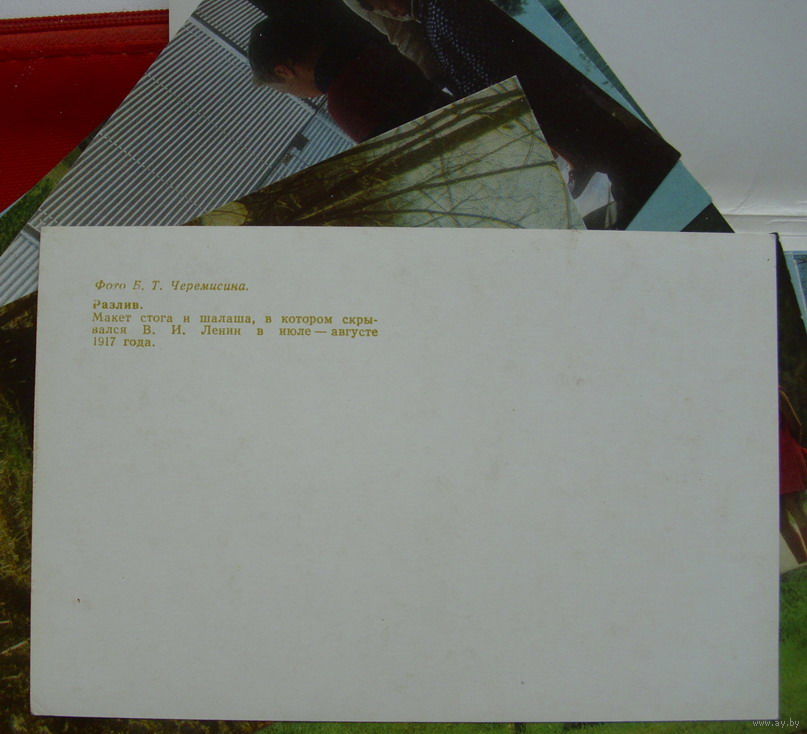 Фото Б. Т. Черемисина.
Разлив.
Макет стога и шалаша, в котором скры-
вался В. И. Ленин в июле — августе
1917 года.
www.ay.by